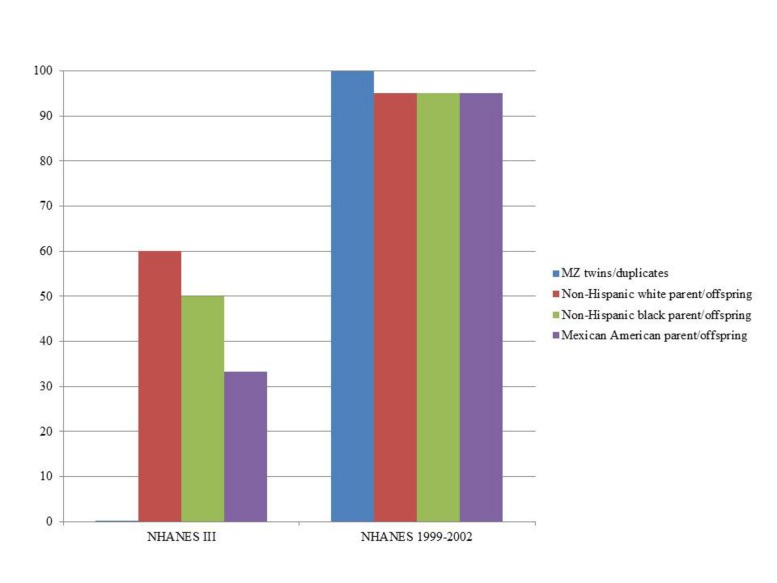 100
90
80
70
60
50
40
30
20
10
0
NHANES III
NHANES 1999-2002
MZ twins/duplicates
Non-Hispanic white parent/offspring
Non-Hispanic black parent/offspring
Mexican American parent/offspring